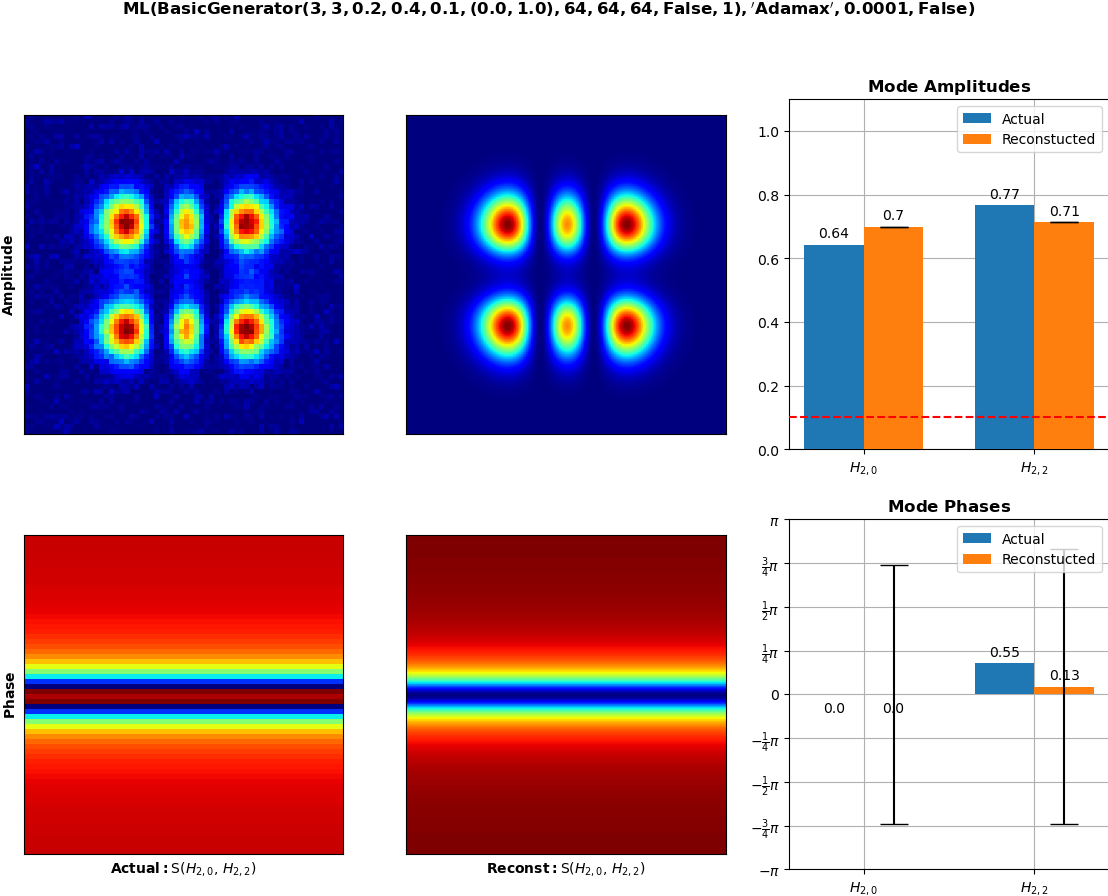 ML(BasicGenerator(3, 3, 0.2, 0.4, 0.1, (0.0, 1.0), 64, 64, 64, False, 1), ′Adamax′, 0.0001, False)
Amplitude
Mode Amplitudes
Actual
Reconstucted
1.0
0.8
0.6
0.4
0.2
0.0
0.64
0.7
0.77
0.71
H2, 0
H2, 2
Phase
Actual: S(H2, 0, H2, 2)
Reconst: S(H2, 0, H2, 2)
Mode Phases
Actual
Reconstucted
π
3/4π
1/2π
1/4π
0
−1/4π
−1/2π
−3/4π
−π
0.0
0.0
0.55
0.13
H2, 0
H2, 2